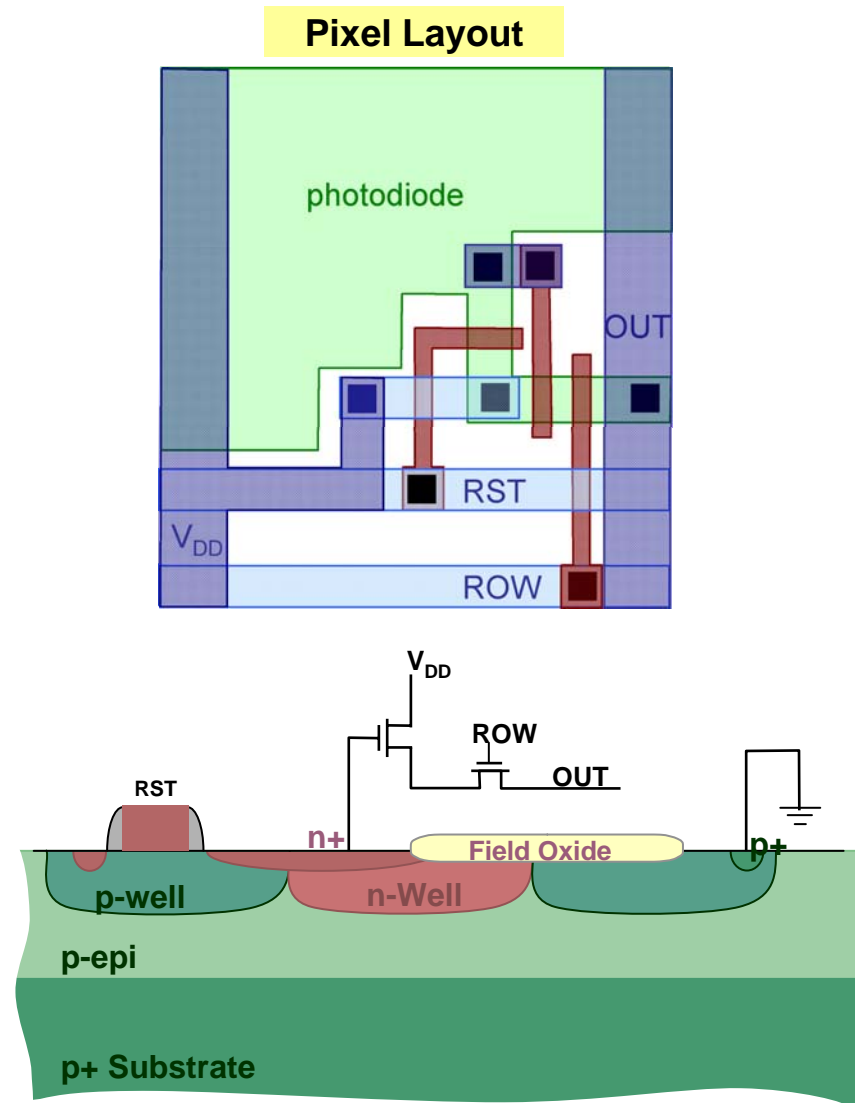 Pixel Layout
photodiode
OUT
RST
VDD
ROW
VDD
ROW
OUT
RST
n+
Field Oxide
p+
p-well
n-Well
p-epi
p+ Substrate